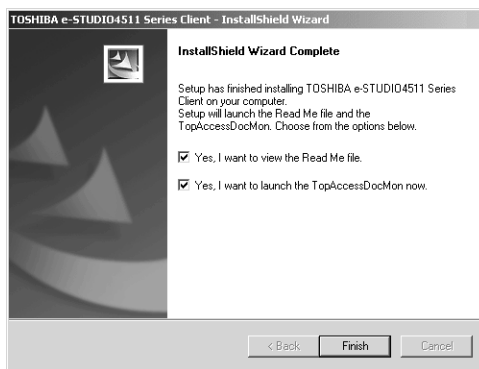 TOSHIBA e-STUDIO4511 Series Client - InstallShield Wizard
InstallShield Wizard Complete
Setup has finished installing TOSHIBA e-STUDIO4511 Series
Client on your computer.
Setup will launch the Read Me file and the
TopAccessDocMon. Choose from the options below.
Yes, I want to view the Read Me file.
Yes, I want to launch the TopAccessDocMon now.
< Back Finish Cancel